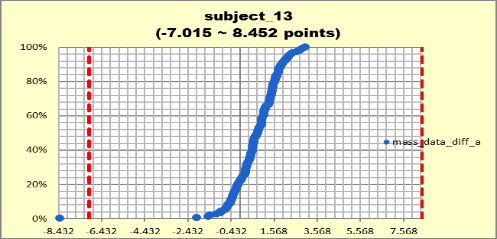 subject_13
(-7.015 ~ 8.452 points)
100%
80%
60%
40%
20%
0%
mass_data_diff_a
-8.432 -6.432 -4.432 -2.432 -0.432 1.568 3.568 5.568 7.568